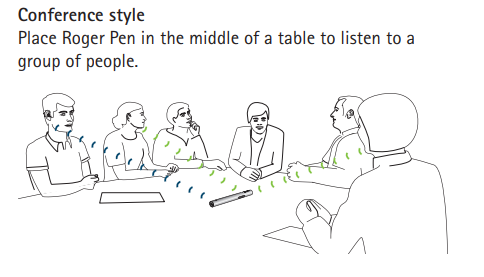 Conference style
Place Roger Pen in the middle of a table to listen to a
group of people.